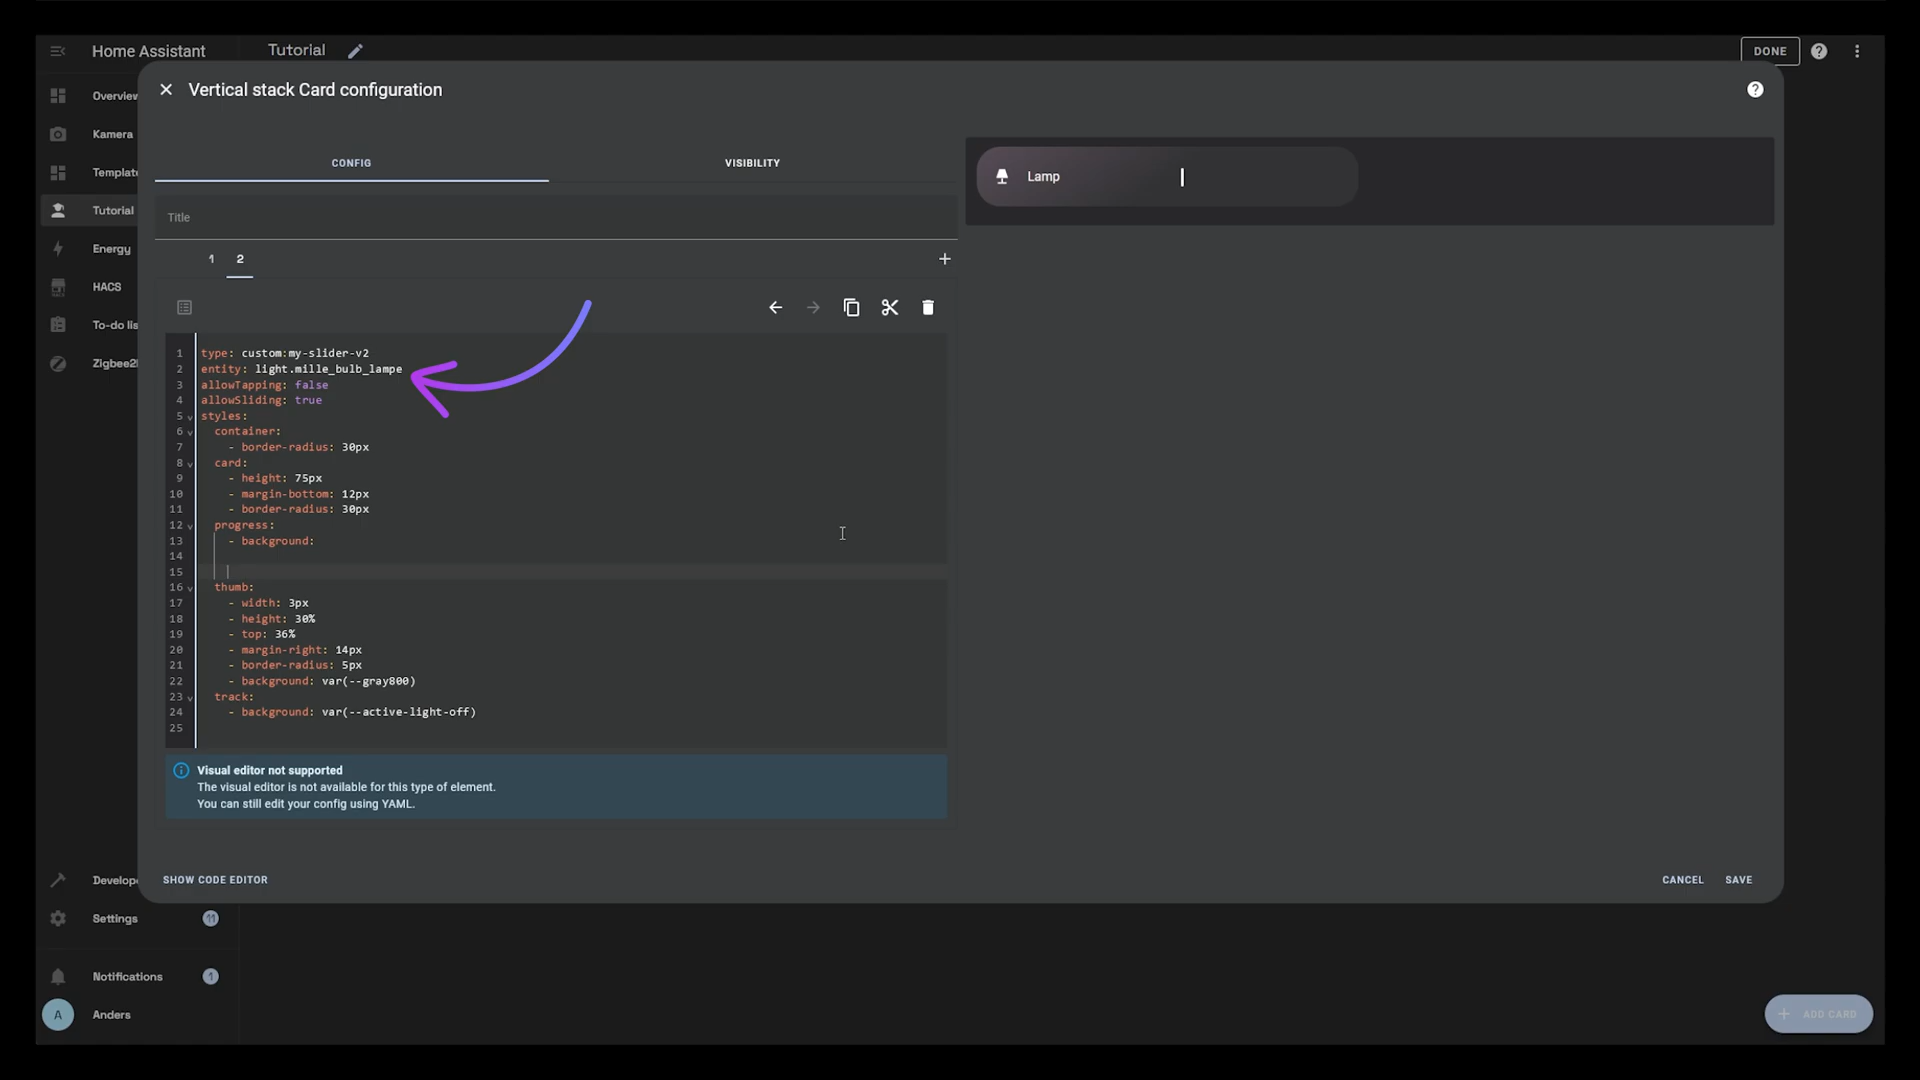 Home Assistant
Tutorial
DONE
Overview
Kamera
Templat
Tutorial
Energy
HACS
To-do lis
Zigbee2
Develop
Settings
11
Notifications
1
A
Anders
Vertical stack Card configuration
CONFIG
VISIBILITY
Title
1
2
+
1 type: custom:my-slider-v2
2 entity: light.mille_bulb_lampe
3 allowTapping: false
4 allowSliding: true
5 styles:
6 container:
7 - border-radius: 30px
8 card:
9 - height: 75px
10 - margin-bottom: 12px
11 - border-radius: 30px
12 progress:
13 - background:
14
15
16 thumb:
17 - width: 3px
18 - height: 30%
19 - top: 36%
20 - margin-right: 14px
21 - border-radius: 5px
22 - background: var(--gray800)
23 track:
24 - background: var(--active-light-off)
25
Visual editor not supported
The visual editor is not available for this type of element.
You can still edit your config using YAML.
SHOW CODE EDITOR
CANCEL
SAVE
Lamp
+ ADD CARD